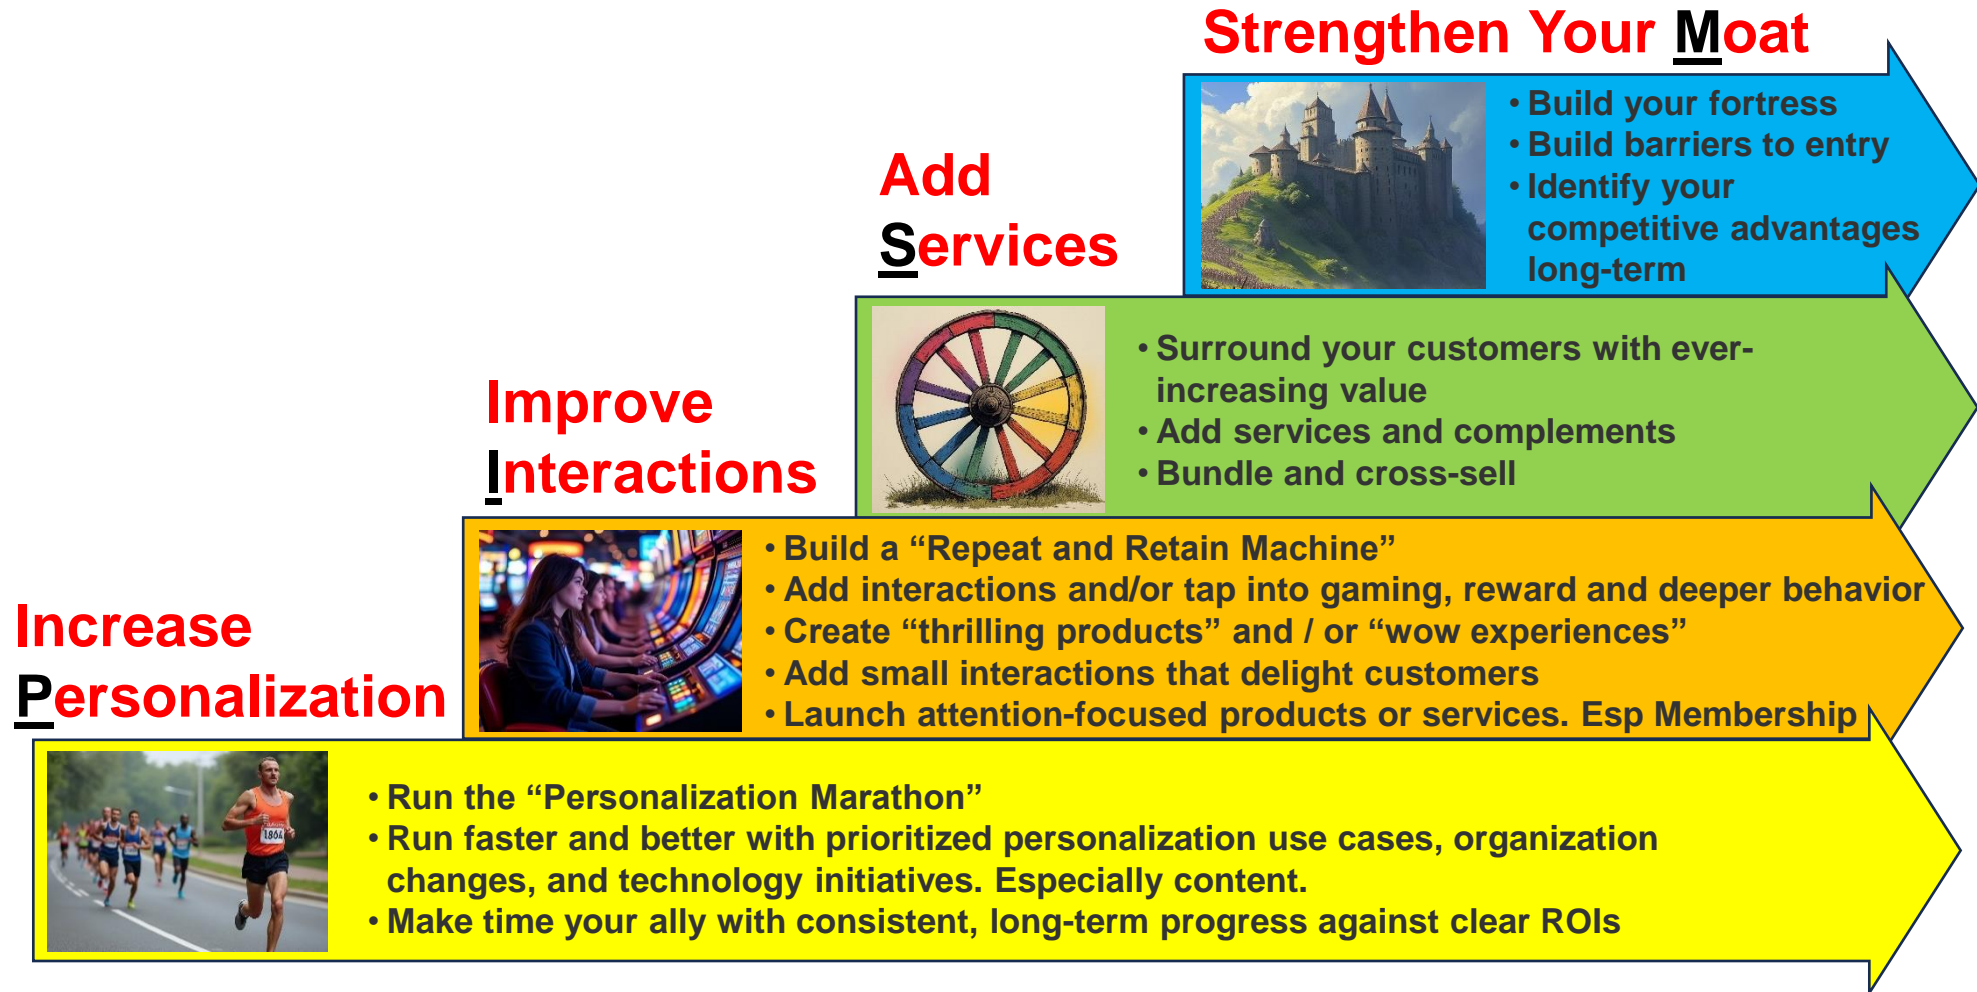 Strengthen Your Moat
• Build your fortress
• Build barriers to entry
• Identify your
competitive advantages
long-term
Add
Services
• Surround your customers with ever-
increasing value
• Add services and complements
• Bundle and cross-sell
Improve
Interactions
• Build a “Repeat and Retain Machine”
• Add interactions and/or tap into gaming, reward and deeper behavior
• Create “thrilling products” and / or “wow experiences”
• Add small interactions that delight customers
• Launch attention-focused products or services. Esp Membership
Increase
Personalization
• Run the “Personalization Marathon”
• Run faster and better with prioritized personalization use cases, organization
changes, and technology initiatives. Especially content.
• Make time your ally with consistent, long-term progress against clear ROIs